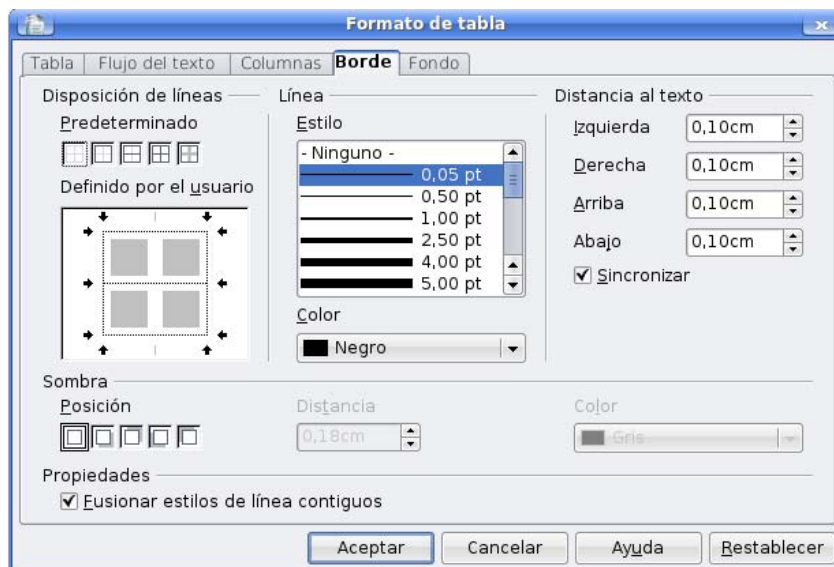 Formato de tabla
Tabla
Flujo del texto
Columnas
Borde
Fondo
Disposición de líneas
Predeterminado
Definido por el usuario
Línea
Estilo
- Ninguno -
0,05 pt
0,50 pt
1,00 pt
2,50 pt
4,00 pt
5,00 pt
Color
Negro
Distancia al texto
Izquierda 0,10cm
Derecha 0,10cm
Arriba 0,10cm
Abajo 0,10cm
Sincronizar
Sombra
Posición
Distancia
0,18cm
Color
Gris
Propiedades
Fusionar estilos de línea contiguos
Aceptar
Cancelar
Ayuda
Restablecer